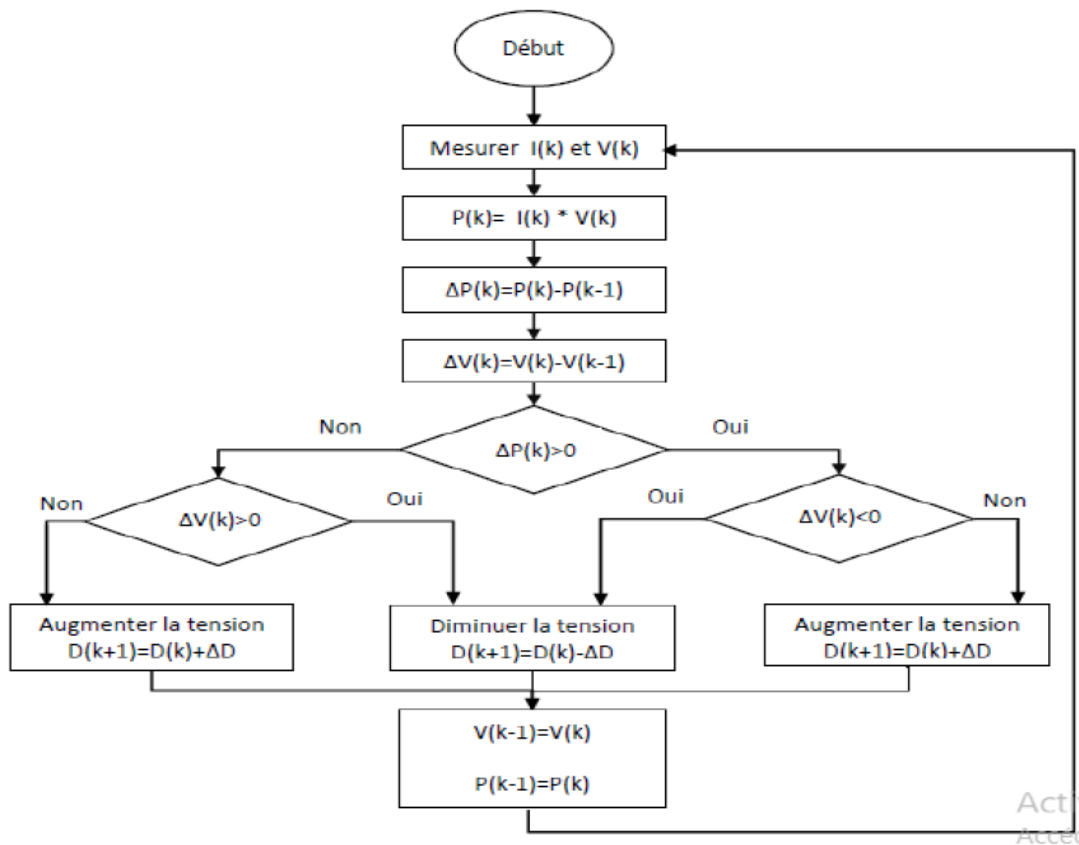 Début
Mesurer I(k) et V(k)
P(k)= I(k) * V(k)
ΔP(k)=P(k)-P(k-1)
ΔV(k)=V(k)-V(k-1)
Non
Oui
ΔP(k)>0
Non
Oui
Oui
Non
ΔV(k)>0
ΔV(k)<0
Augmenter la tension
D(k+1)=D(k)+ΔD
Diminuer la tension
D(k+1)=D(k)-ΔD
Augmenter la tension
D(k+1)=D(k)+ΔD
V(k-1)=V(k)
P(k-1)=P(k)